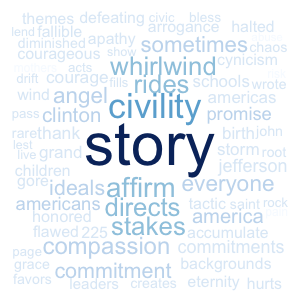 themes defeating civic bless
lend fallible arrogance halted
diminished apathy sometimes chaos
courageous show whirlwind cynicism
acts
drift courage fills rides schools wrote
wind angel civility americas
pass clinton promise
rare thank story birth john
lest storm root
live grand
children affirm everyone jefferson
gore ideals
americans directs tactic saint rock
honored stakes america
flawed 225 accumulate
compassion commitments
page backgrounds
grace commitment eternity
favors leaders creates hurts